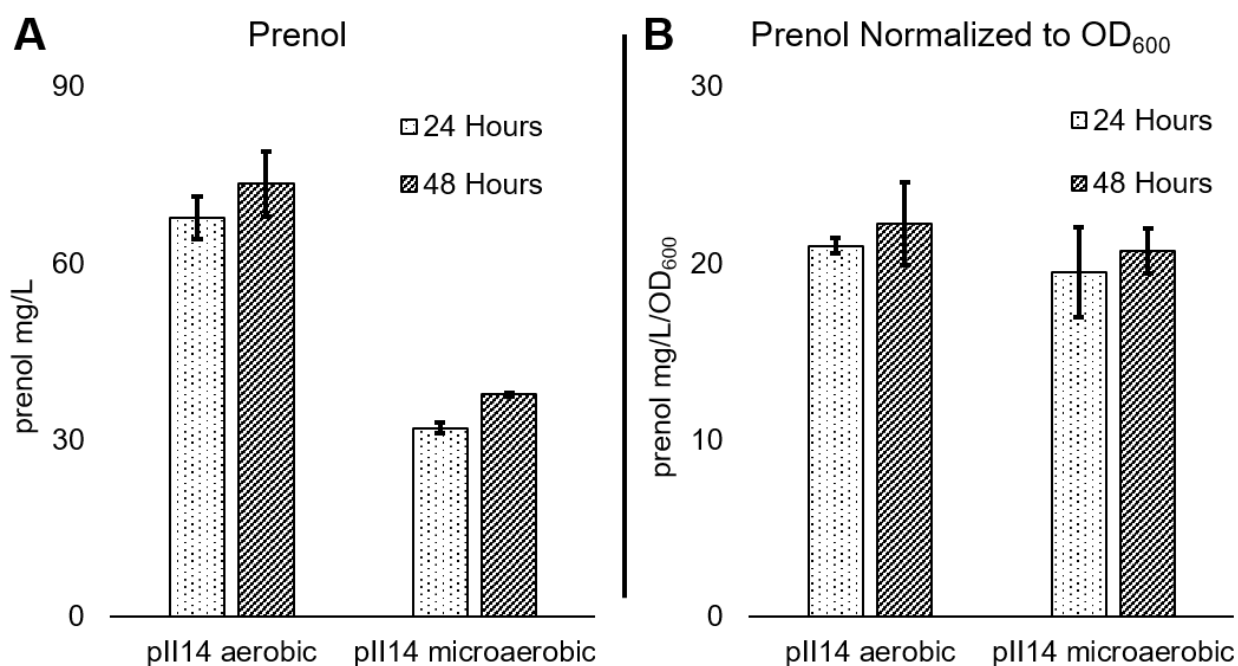 A
Prenol
90
60
30
0
prenol mg/L
24 Hours
48 Hours
pII14 aerobic
pII14 microaerobic
B
Prenol Normalized to OD₆₀₀
30
20
10
0
prenol mg/L/OD₆₀₀
24 Hours
48 Hours
pII14 aerobic
pII14 microaerobic